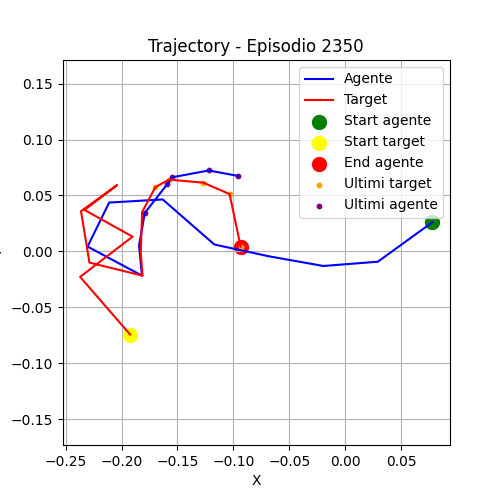 Trajectory - Episodio 2350
Agente
Target
Start agente
Start target
End agente
Ultimi target
Ultimi agente
0.15
0.10
0.05
0.00
−0.05
−0.10
−0.15
−0.25
−0.20
−0.15
−0.10
−0.05
0.00
0.05
X